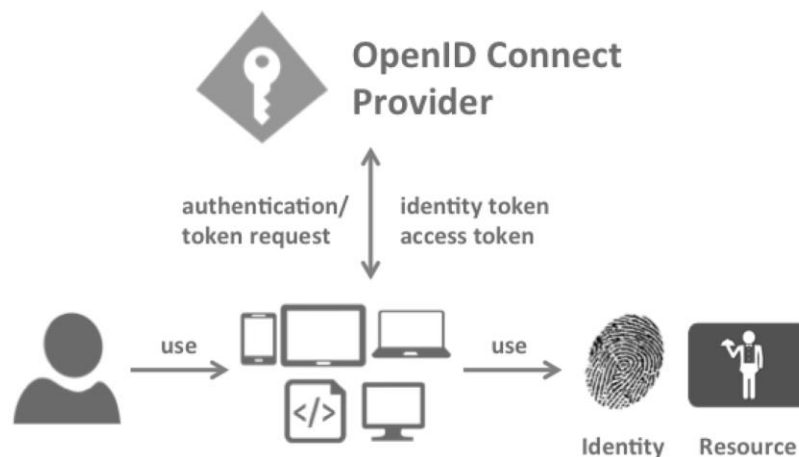 OpenID Connect
Provider
authentication/
token request
identity token
access token
use
use
</>
Identity
Resource